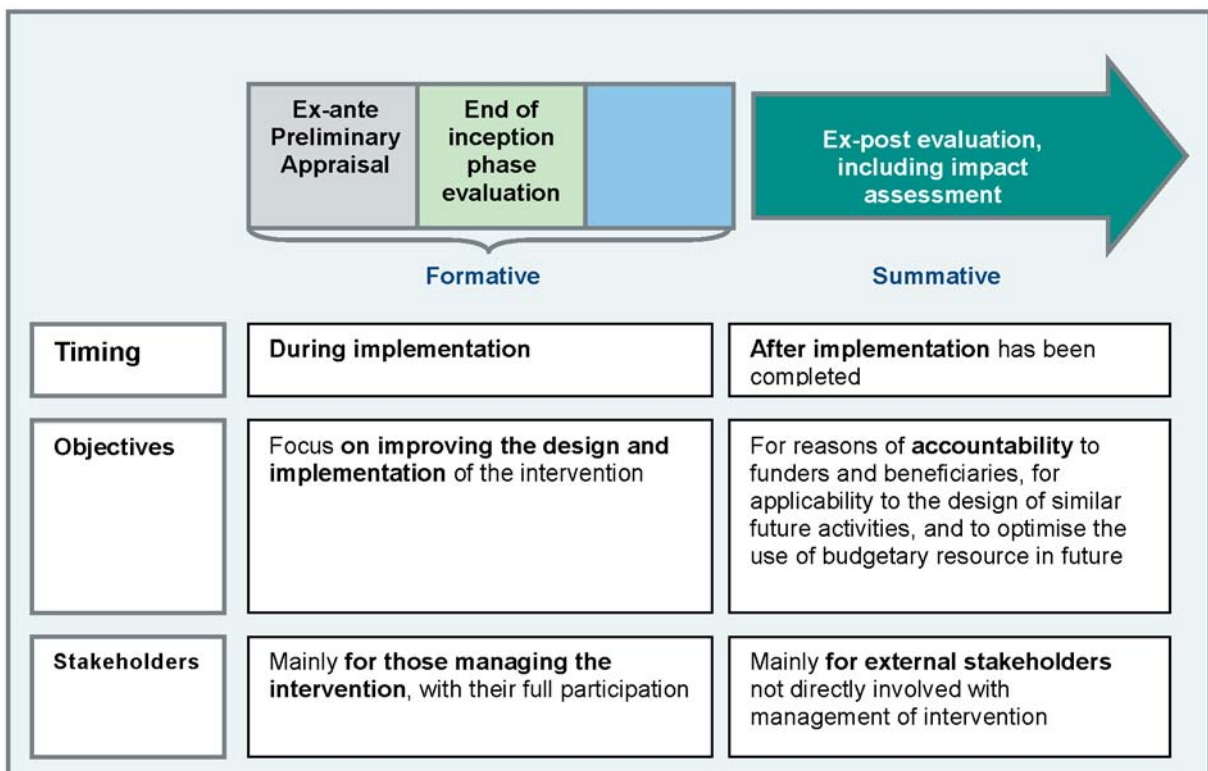 Ex-ante
Preliminary
Appraisal
End of
inception
phase
evaluation
Ex-post evaluation,
including impact
assessment
Formative
Summative
Timing
During implementation
After implementation has been
completed
Objectives
Focus on improving the design and
implementation of the intervention
For reasons of accountability to
funders and beneficiaries, for
applicability to the design of similar
future activities, and to optimise the
use of budgetary resource in future
Stakeholders
Mainly for those managing the
intervention, with their full participation
Mainly for external stakeholders
not directly involved with
management of intervention